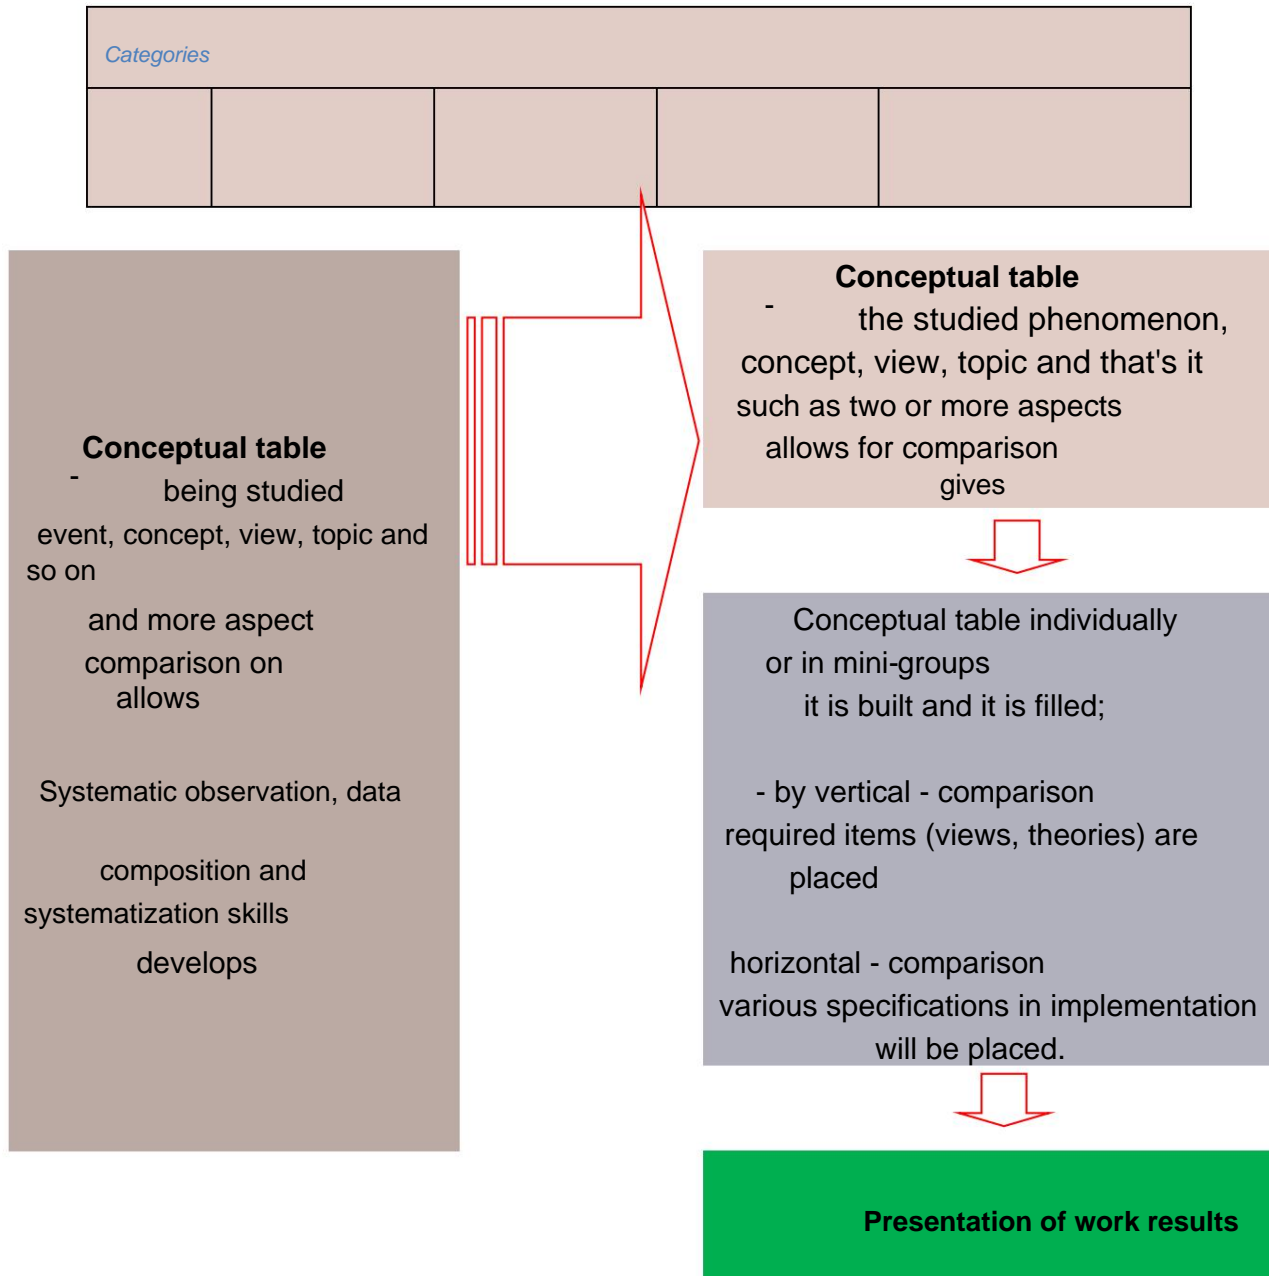 Categories
Conceptual table
- being studied
event, concept, view, topic and
so on
and more aspect
comparison on
allows
Systematic observation, data
composition and
systematization skills
develops
Conceptual table
- the studied phenomenon,
concept, view, topic and that's it
such as two or more aspects
allows for comparison
gives
Conceptual table individually
or in mini-groups
it is built and it is filled;
- by vertical - comparison
required items (views, theories) are
placed
horizontal - comparison
various specifications in implementation
will be placed.
Presentation of work results